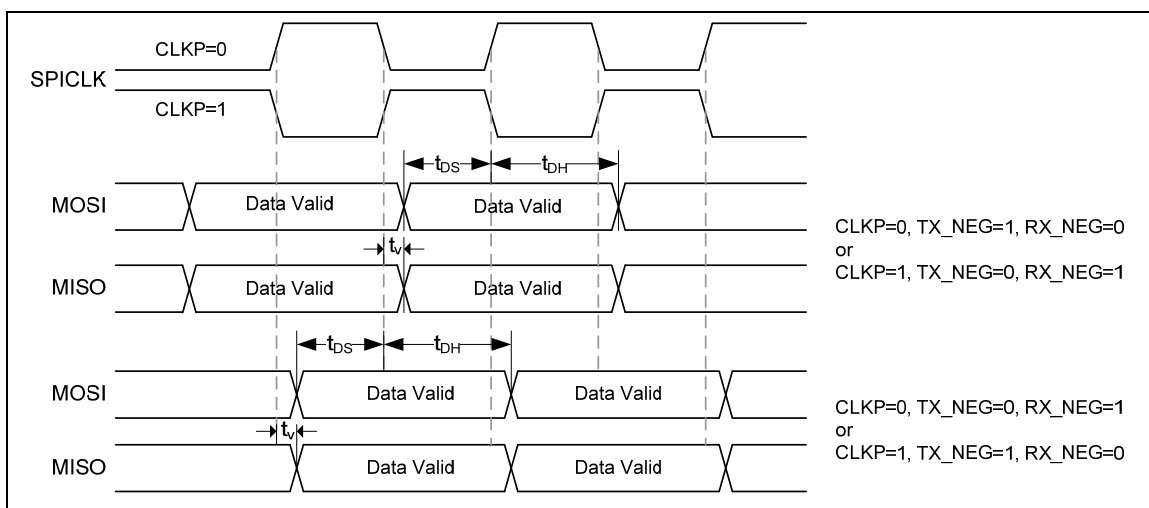 CLKP=0
SPICLK
CLKP=1
tDS
tDH
MOSI
Data Valid
Data Valid
tv
MISO
Data Valid
Data Valid
CLKP=0, TX_NEG=1, RX_NEG=0
or
CLKP=1, TX_NEG=0, RX_NEG=1
tDS
tDH
MOSI
Data Valid
Data Valid
tv
MISO
Data Valid
Data Valid
CLKP=0, TX_NEG=0, RX_NEG=1
or
CLKP=1, TX_NEG=1, RX_NEG=0